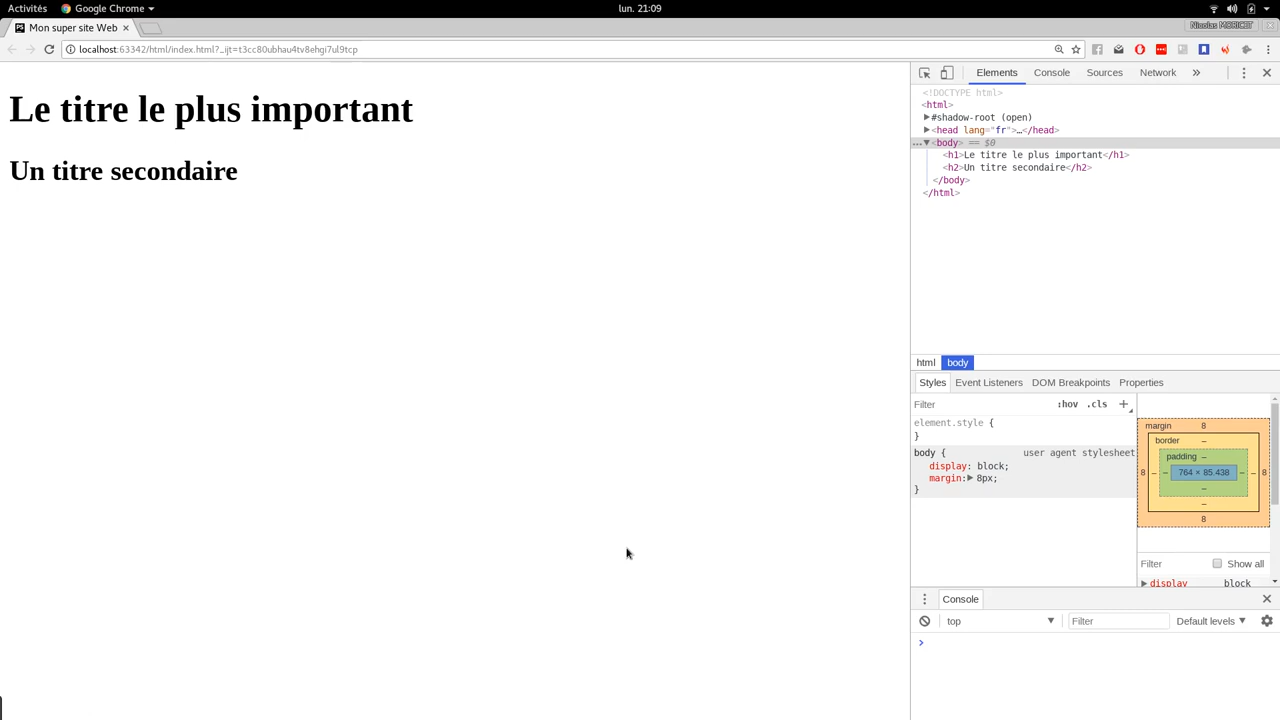 Activités Google Chrome lun. 21:09
Mon super site Web
localhost:63342/html/index.html?_ijt=t3cc80ubhau4tv8ehgi7ul9tcp
Le titre le plus important
Un titre secondaire
Elements Console Sources Network »
<!DOCTYPE html>
<html>
#shadow-root (open)
<head lang="fr">…</head>
<body> == $0
<h1>Le titre le plus important</h1>
<h2>Un titre secondaire</h2>
</body>
</html>
html body
Styles Event Listeners DOM Breakpoints Properties
Filter :hov .cls +
element.style {
}
body { user agent stylesheet
display: block;
margin: 8px;
}
margin 8
border –
padding –
8 – – 764 × 85.438 – – 8
–
–
8
Filter Show all
display block
Console
top Filter Default levels